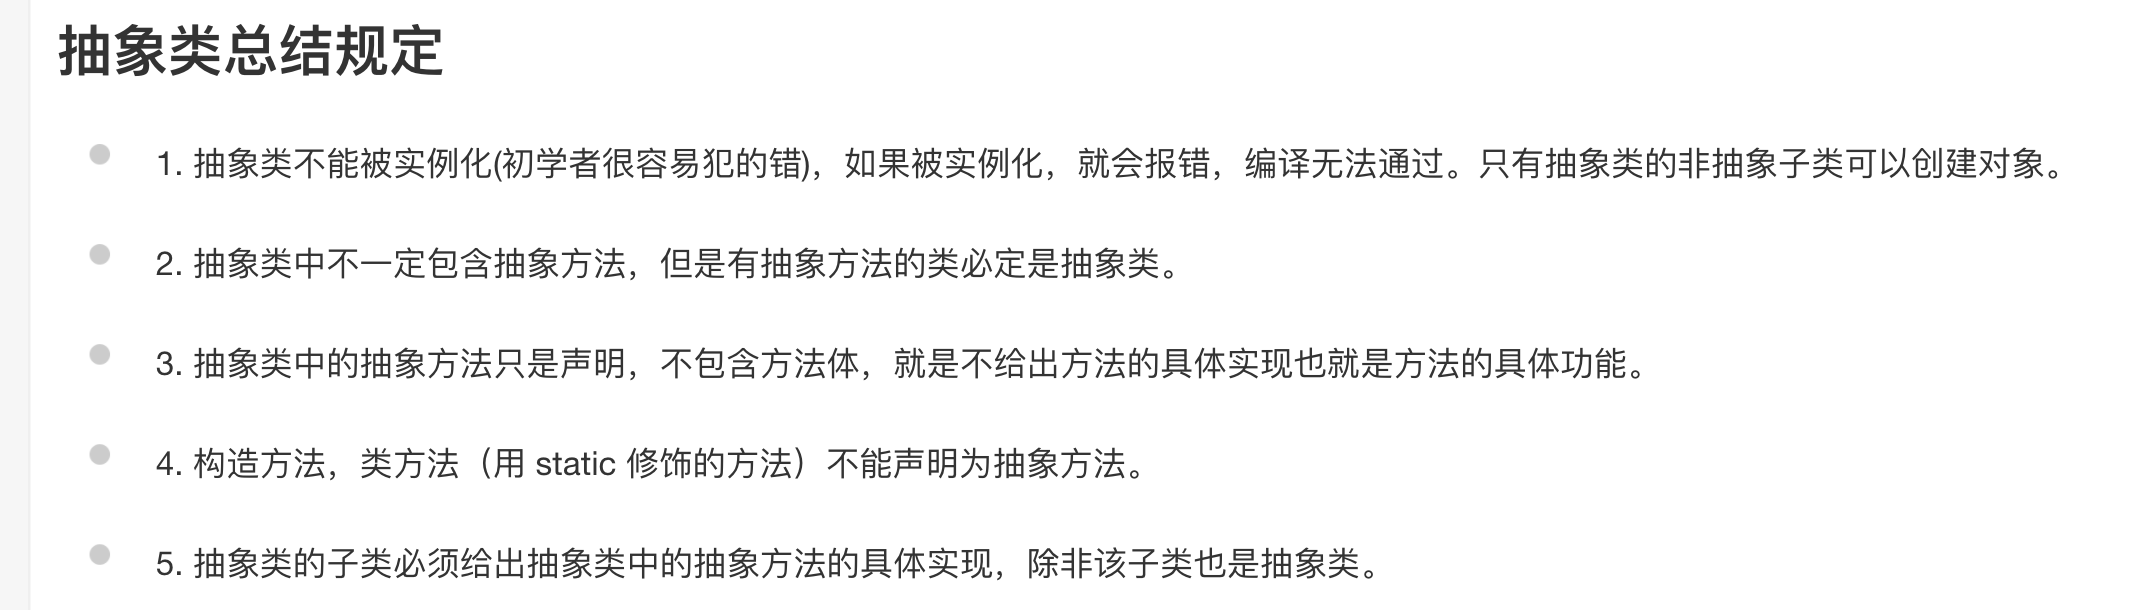 抽象类总结规定
1. 抽象类不能被实例化(初学者很容易犯的错)，如果被实例化，就会报错，编译无法通过。只有抽象类的非抽象子类可以创建对象。
2. 抽象类中不一定包含抽象方法，但是有抽象方法的类必定是抽象类。
3. 抽象类中的抽象方法只是声明，不包含方法体，就是不给出方法的具体实现也就是方法的具体功能。
4. 构造方法，类方法（用 static 修饰的方法）不能声明为抽象方法。
5. 抽象类的子类必须给出抽象类中的抽象方法的具体实现，除非该子类也是抽象类。